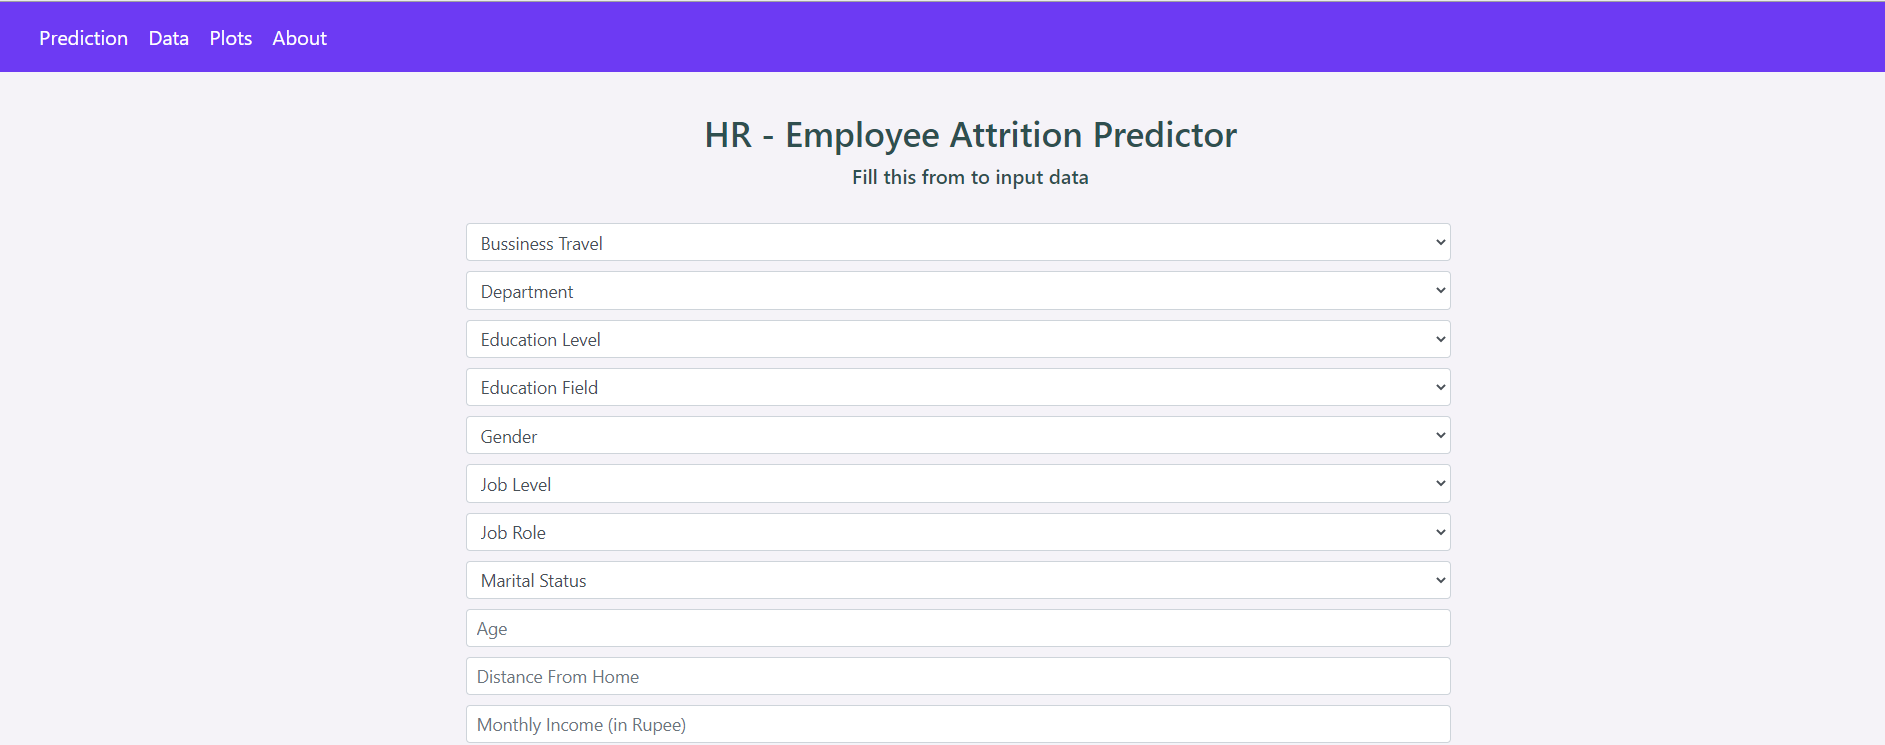 Prediction Data Plots About
HR - Employee Attrition Predictor
Fill this from to input data
Bussiness Travel
Department
Education Level
Education Field
Gender
Job Level
Job Role
Marital Status
Age
Distance From Home
Monthly Income (in Rupee)